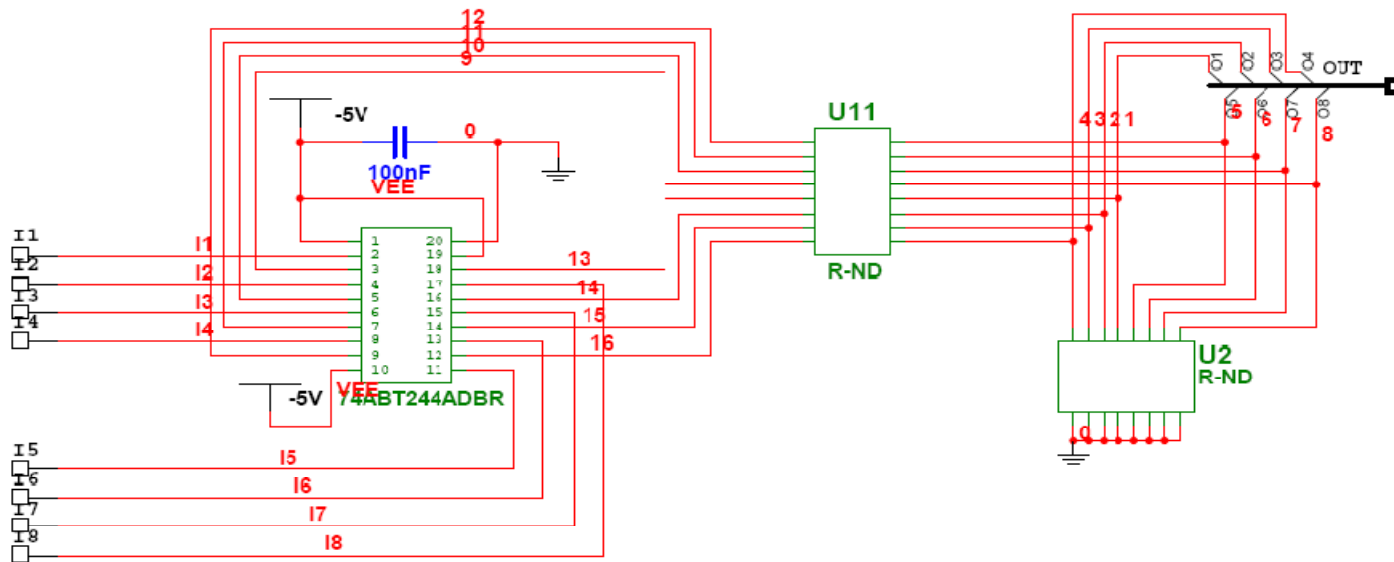 12
11
10
9
-5V
0
100nF
VEE
U11
R-ND
4 3 2 1
O1
O2
O3
O4
OUT
O5
O6
O7
O8
5
6
7
8
I1
I1
I2
I2
I3
I3
I4
I4
1 20
2 19
3 18
4 17
5 16
6 15
7 14
8 13
9 12
10 11
13
14
15
16
-5V
VEE
74ABT244ADBR
U2
R-ND
0
I5
I5
I6
I6
I7
I7
I8
I8